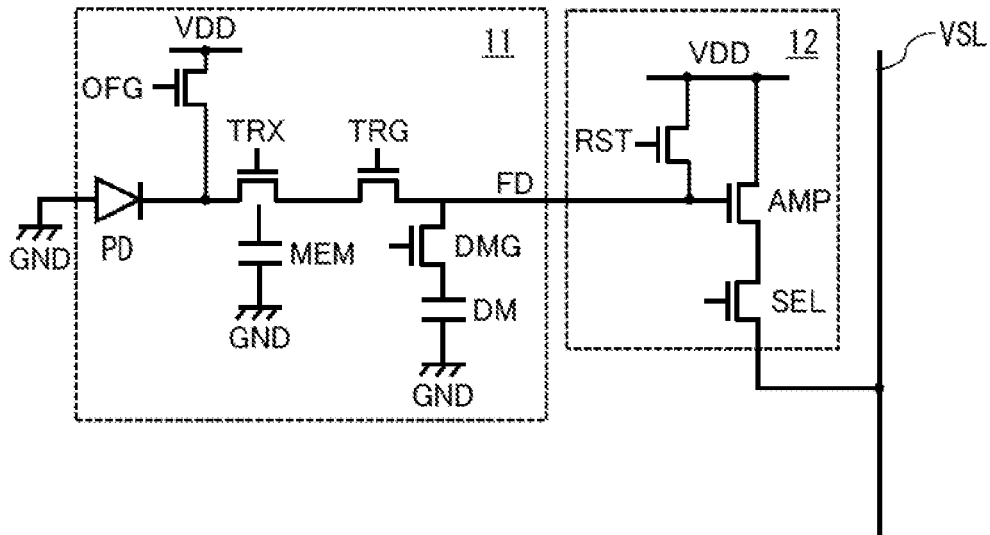 VDD
11
OFG
TRX
TRG
FD
GND
PD
MEM
GND
DMG
DM
GND
12
VDD
RST
AMP
SEL
VSL